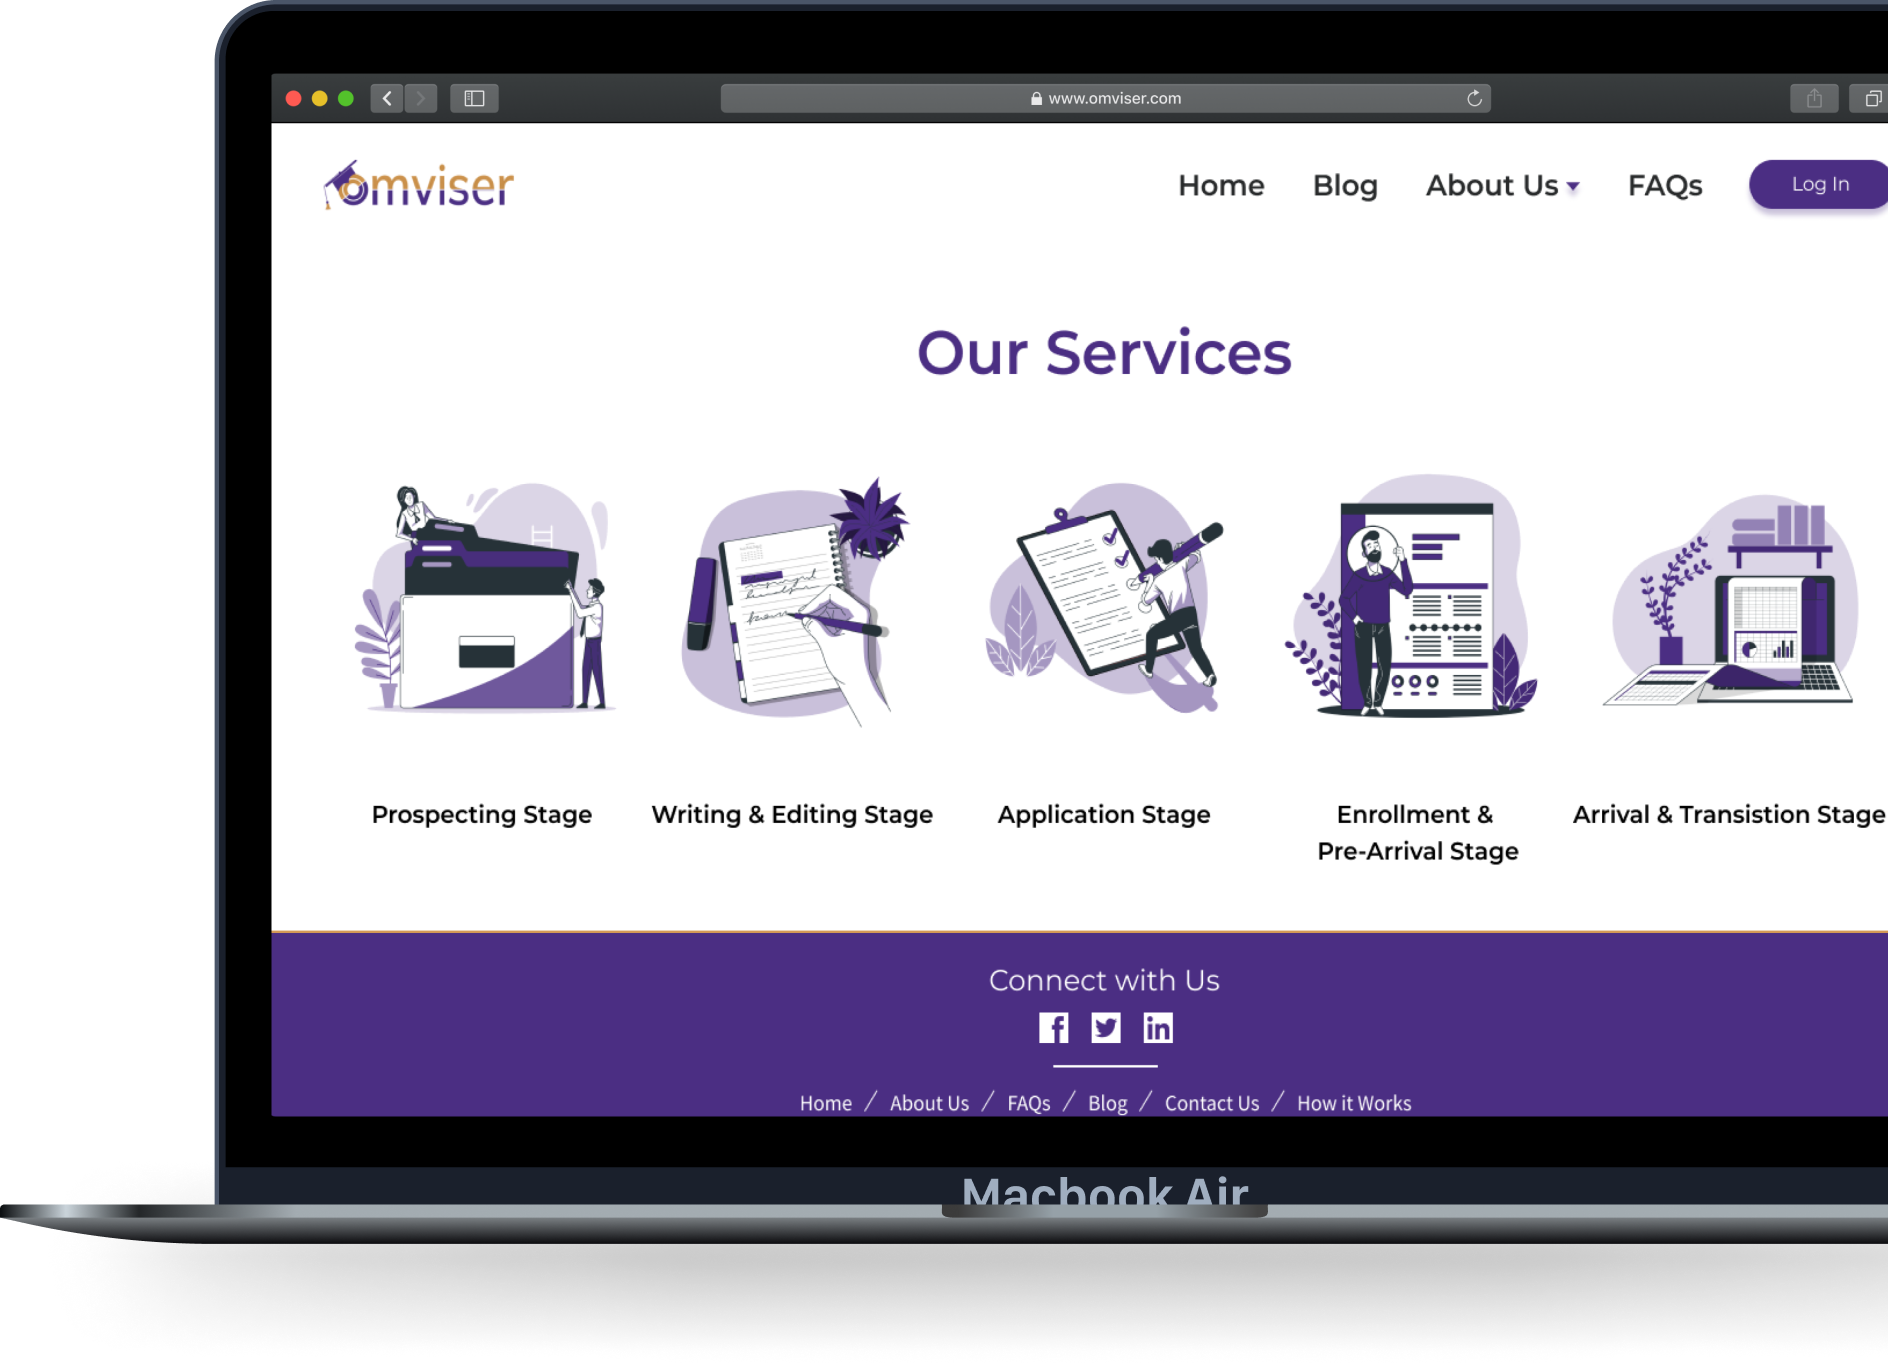 www.omviser.com
omviser
Home Blog About Us FAQs Log In
Our Services
Prospecting Stage
Writing & Editing Stage
Application Stage
Enrollment &
Pre-Arrival Stage
Arrival & Transistion Stage
Connect with Us
Home / About Us / FAQs / Blog / Contact Us / How it Works
Macbook Air